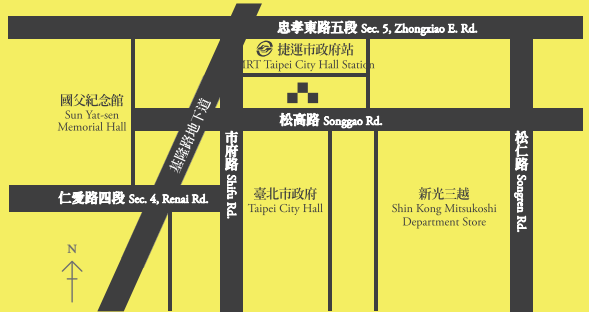 忠孝東路五段 Sec. 5, Zhongxiao E. Rd.
捷運市政府站
MRT Taipei City Hall Station
國父紀念館
Sun Yat-sen
Memorial Hall
基隆路地下道
松高路 Songgao Rd.
市府路 Shifu Rd.
松仁路 Songren Rd.
仁愛路四段 Sec. 4, Renai Rd.
臺北市政府
Taipei City Hall
新光三越
Shin Kong Mitsukoshi
Department Store
N